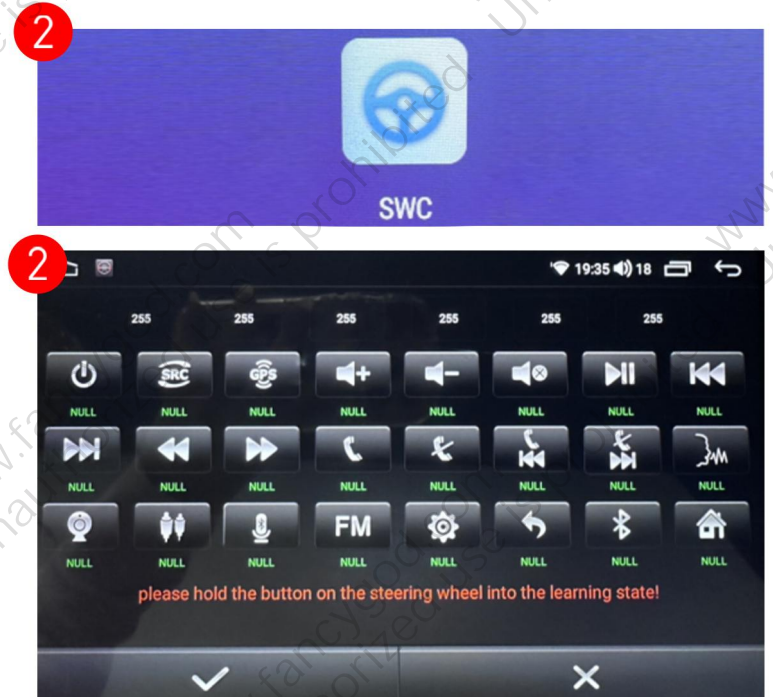 2
SWC
2
19:35 18
255 255 255 255 255 255
SRC GPS
NULL NULL NULL NULL NULL NULL NULL NULL
NULL NULL NULL NULL NULL NULL NULL NULL
FM
NULL NULL NULL NULL NULL NULL NULL NULL
please hold the button on the steering wheel into the learning state!